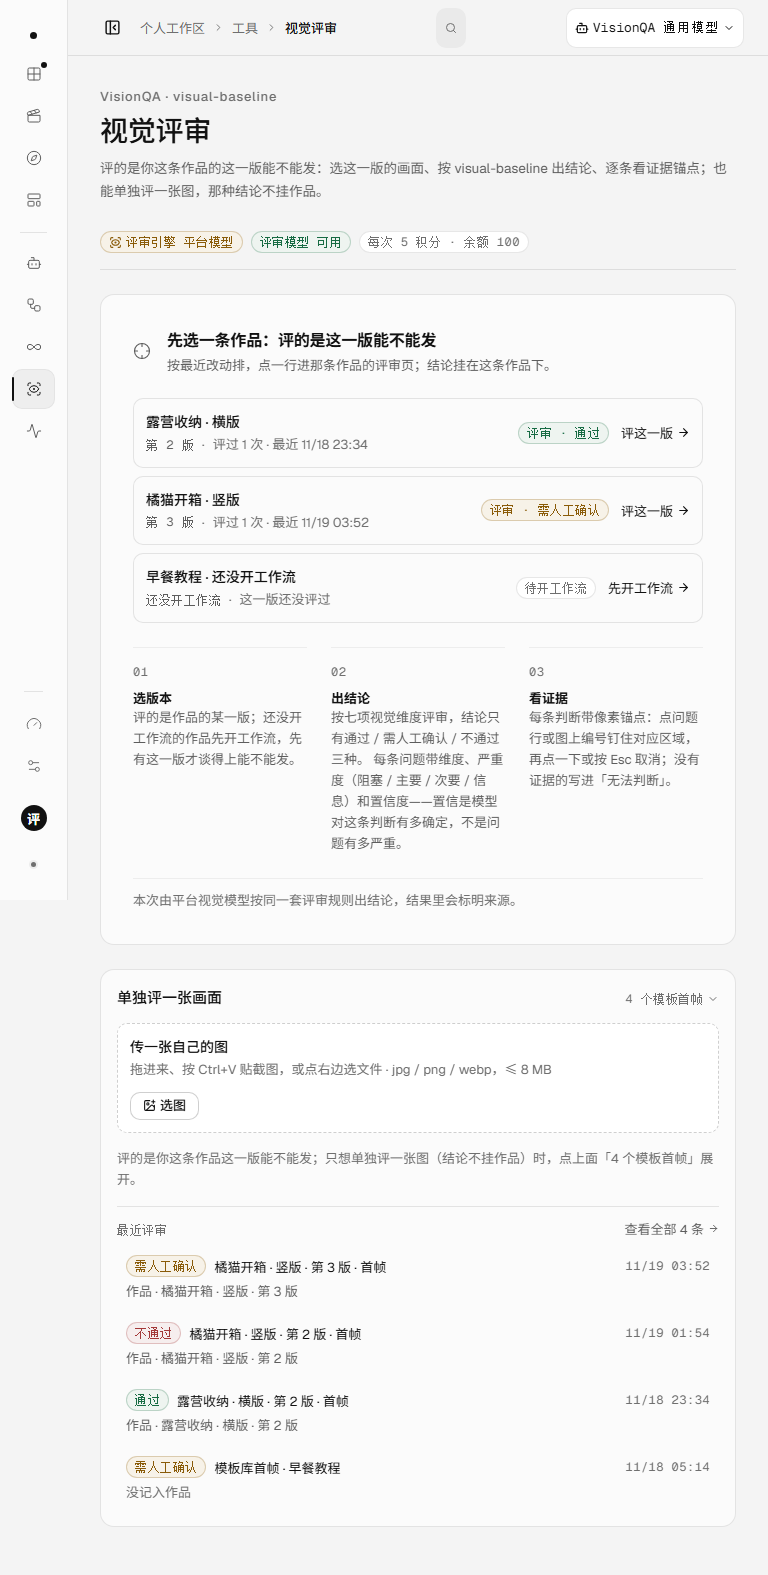 个人工作区 > 工具 > 视觉评审
VisionQA 通用模型
VisionQA · visual-baseline
视觉评审
评的是你这条作品的这一版能不能发：选这一版的画面、按 visual-baseline 出结论、逐条看证据锚点；也
能单独评一张图，那种结论不挂作品。
评审引擎 平台模型
评审模型 可用
每次 5 积分 · 余额 100
先选一条作品：评的是这一版能不能发
按最近改动排，点一行进那条作品的评审页；结论挂在这条作品下。
露营收纳 · 横版
第 2 版 · 评过 1 次 · 最近 11/18 23:34
评审 · 通过
评这一版 →
橘猫开箱 · 竖版
第 3 版 · 评过 1 次 · 最近 11/19 03:52
评审 · 需人工确认
评这一版 →
早餐教程 · 还没开工作流
还没开工作流 · 这一版还没评过
待开工作流
先开工作流 →
01
选版本
评的是作品的某一版；还没开
工作流的作品先开工作流，先
有这一版才谈得上能不能发。
02
出结论
按七项视觉维度评审，结论只
有通过 / 需人工确认 / 不通过
三种。 每条问题带维度、严重
度（阻塞 / 主要 / 次要 / 信
息）和置信度——置信是模型
对这条判断有多确定，不是问
题有多严重。
03
看证据
每条判断带像素锚点：点问题
行或图上编号钉住对应区域，
再点一下或按 Esc 取消；没有
证据的写进「无法判断」。
本次由平台视觉模型按同一套评审规则出结论，结果里会标明来源。
评
单独评一张画面
4 个模板首帧
传一张自己的图
拖进来、按 Ctrl+V 贴截图，或点右边选文件 · jpg / png / webp，≤ 8 MB
选图
评的是你这条作品这一版能不能发；只想单独评一张图（结论不挂作品）时，点上面「4 个模板首帧」展
开。
最近评审
查看全部 4 条 →
需人工确认 橘猫开箱 · 竖版 · 第 3 版 · 首帧
11/19 03:52
作品 · 橘猫开箱 · 竖版 · 第 3 版
不通过 橘猫开箱 · 竖版 · 第 2 版 · 首帧
11/19 01:54
作品 · 橘猫开箱 · 竖版 · 第 2 版
通过 露营收纳 · 横版 · 第 2 版 · 首帧
11/18 23:34
作品 · 露营收纳 · 横版 · 第 2 版
需人工确认 模板库首帧 · 早餐教程
11/18 05:14
没记入作品